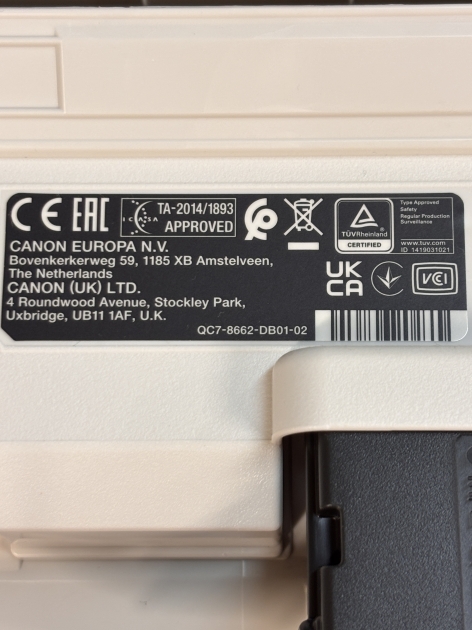 CE EAC ICASA TA-2014/1893
APPROVED
TÜVRheinland
CERTIFIED
Type Approved
Safety
Regular Production
Surveillance
www.tuv.com
ID 1419031021
CANON EUROPA N.V.
Bovenkerkerweg 59, 1185 XB Amstelveen,
The Netherlands
CANON (UK) LTD.
4 Roundwood Avenue, Stockley Park,
Uxbridge, UB11 1AF, U.K.
UK
CA
VCI
QC7-8662-DB01-02